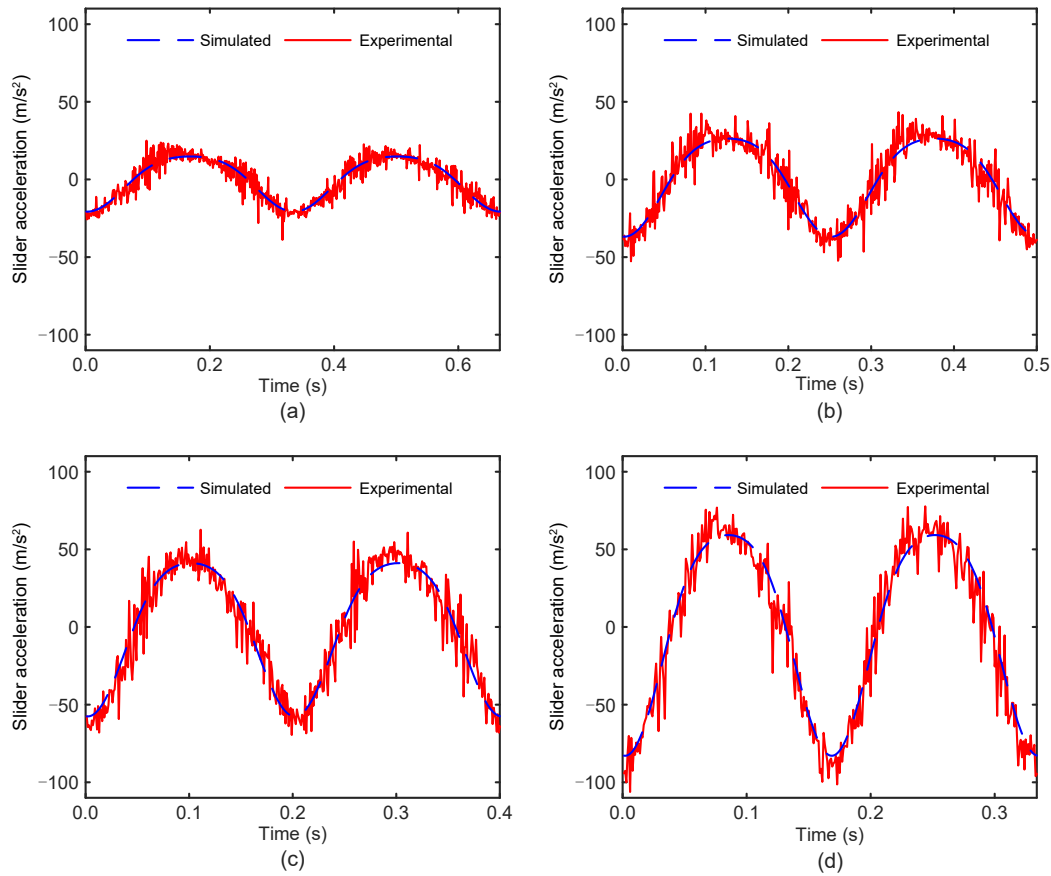 100
50
0
−50
−100
Slider acceleration (m/s²)
Simulated
Experimental
0.0
0.2
0.4
0.6
Time (s)
(a)
100
50
0
−50
−100
Slider acceleration (m/s²)
Simulated
Experimental
0.0
0.1
0.2
0.3
0.4
0.5
Time (s)
(b)
100
50
0
−50
−100
Slider acceleration (m/s²)
Simulated
Experimental
0.0
0.1
0.2
0.3
0.4
Time (s)
(c)
100
50
0
−50
−100
Slider acceleration (m/s²)
Simulated
Experimental
0.0
0.1
0.2
0.3
Time (s)
(d)